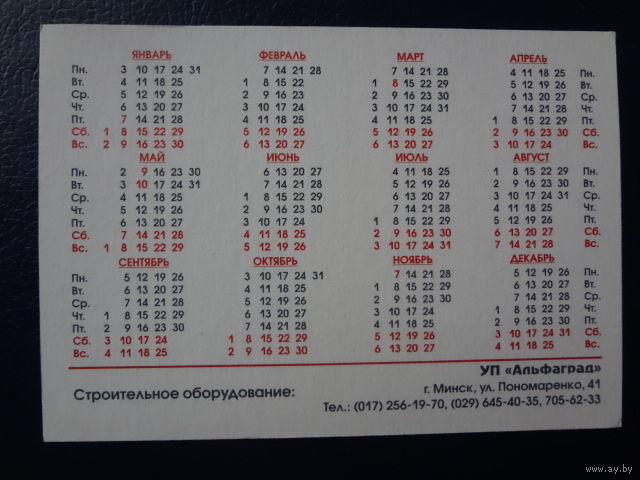 ЯНВАРЬ ФЕВРАЛЬ МАРТ АПРЕЛЬ
Пн. 3 10 17 24 31 7 14 21 28 7 14 21 28 4 11 18 25 Пн.
Вт. 4 11 18 25 1 8 15 22 1 8 15 22 29 5 12 19 26 Вт.
Ср. 5 12 19 26 2 9 16 23 2 9 16 23 30 6 13 20 27 Ср.
Чт. 6 13 20 27 3 10 17 24 3 10 17 24 31 7 14 21 28 Чт.
Пт. 7 14 21 28 4 11 18 25 4 11 18 25 1 8 15 22 29 Пт.
Сб. 1 8 15 22 29 5 12 19 26 5 12 19 26 2 9 16 23 30 Сб.
Вс. 2 9 16 23 30 6 13 20 27 6 13 20 27 3 10 17 24 Вс.
МАЙ ИЮНЬ ИЮЛЬ АВГУСТ
Пн. 2 9 16 23 30 6 13 20 27 4 11 18 25 1 8 15 22 29 Пн.
Вт. 3 10 17 24 31 7 14 21 28 5 12 19 26 2 9 16 23 30 Вт.
Ср. 4 11 18 25 1 8 15 22 29 6 13 20 27 3 10 17 24 31 Ср.
Чт. 5 12 19 26 2 9 16 23 30 7 14 21 28 4 11 18 25 Чт.
Пт. 6 13 20 27 3 10 17 24 1 8 15 22 29 5 12 19 26 Пт.
Сб. 7 14 21 28 4 11 18 25 2 9 16 23 30 6 13 20 27 Сб.
Вс. 1 8 15 22 29 5 12 19 26 3 10 17 24 31 7 14 21 28 Вс.
СЕНТЯБРЬ ОКТЯБРЬ НОЯБРЬ ДЕКАБРЬ
Пн. 5 12 19 26 3 10 17 24 31 7 14 21 28 5 12 19 26 Пн.
Вт. 6 13 20 27 4 11 18 25 1 8 15 22 29 6 13 20 27 Вт.
Ср. 7 14 21 28 5 12 19 26 2 9 16 23 30 7 14 21 28 Ср.
Чт. 1 8 15 22 29 6 13 20 27 3 10 17 24 1 8 15 22 29 Чт.
Пт. 2 9 16 23 30 7 14 21 28 4 11 18 25 2 9 16 23 30 Пт.
Сб. 3 10 17 24 1 8 15 22 29 5 12 19 26 3 10 17 24 31 Сб.
Вс. 4 11 18 25 2 9 16 23 30 6 13 20 27 4 11 18 25 Вс.
УП «Альфаград»
Строительное оборудование: г. Минск, ул. Пономаренко, 41
Тел.: (017) 256-19-70, (029) 645-40-35, 705-62-33
www.ay.by